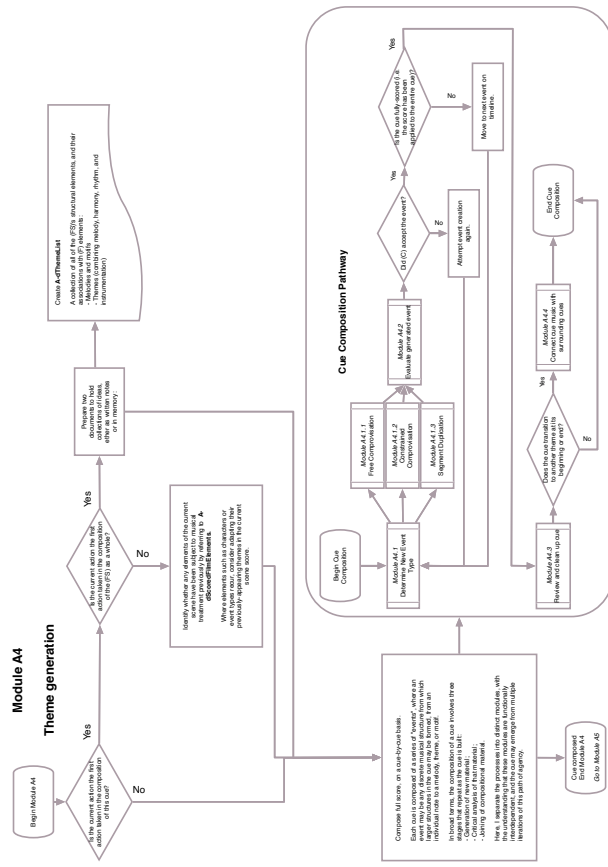 Module A4
Theme generation
Begin Module A4
Is the current action the first
action taken in the composition
of this cue?
Yes
No
Is the current action the first
action taken in the composition
of the (FS) as a whole?
Yes
No
Prepare two
documents to hold
collections of ideas,
either as written notes
or in memory:
Create A-dThemeList
A collection of all of the (FS)'s structural elements, and their
associations with (F) elements:
- Melodies and motifs
- Themes (combining melody, harmony, rhythm, and
instrumentation)
Identify whether any elements of the current
scene have been subject to musical
treatment previously by referring to A-
dScoredFilmElements.
Where elements such as characters or
event types recur, consider adapting their
previously-appearing themes in the current
scene score.
Compose full score, on a cue-by-cue basis.
Each cue is composed of a series of "events", where an
event may be any discrete musical structure from which
larger structures in the cue may be formed, from an
individual note to a melody, theme, or motif.
In broad terms, the composition of a cue involves three
stages that repeat as the cue is built:
- Generation of new material;
- Critical analysis of that material;
- Joining of compositional material.
Here, I separate the processes into distinct modules, with
the understanding that these modules are functionally
interdependent, and the cue may emerge from multiple
iterations of this path of agency.
Cue composed
End Module A4
Go to Module A5
Cue Composition Pathway
Begin Cue
Composition
Module A4.1
Determine New Event
Type
Module A4.1.1
Free Comprovisation
Module A4.1.2
Constrained
Comprovisation
Module A4.1.3
Segment Duplication
Module A4.2
Evaluate generated event
Did (C) accept the event?
Yes
No
Attempt event creation
again.
Is the cue fully-scored (i.e.
the score has been
applied to the entire cue)?
Yes
No
Move to next event on
timeline.
Module A4.3
Review and clean up cue
Does the cue transition
to another theme at its
beginning or end?
Yes
No
Module A4.4
Connect cue music with
surrounding cues
End Cue
Composition